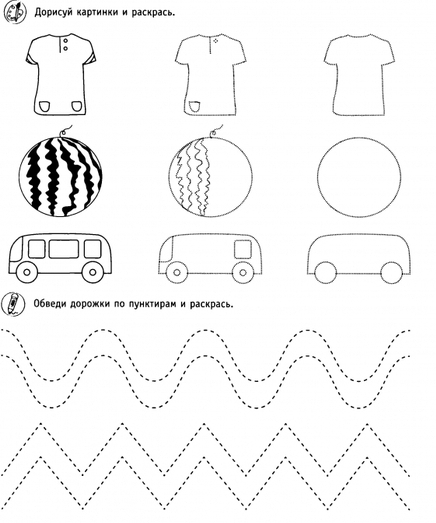 Дорисуй картинки и раскрась.
Обведи дорожки по пунктирам и раскрась.